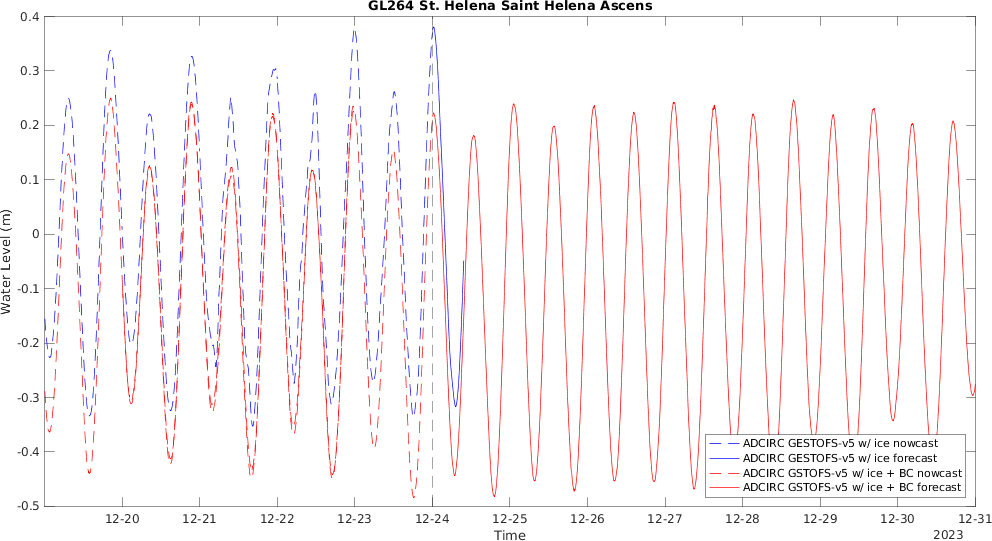 GL264 St. Helena Saint Helena Ascens
0.4
0.3
0.2
0.1
0
-0.1
-0.2
-0.3
-0.4
-0.5
Water Level (m)
ADCIRC GESTOFS-v5 w/ ice nowcast
ADCIRC GESTOFS-v5 w/ ice forecast
ADCIRC GSTOFS-v5 w/ ice + BC nowcast
ADCIRC GSTOFS-v5 w/ ice + BC forecast
12-20 12-21 12-22 12-23 12-24 12-25 12-26 12-27 12-28 12-29 12-30 12-31
Time
2023